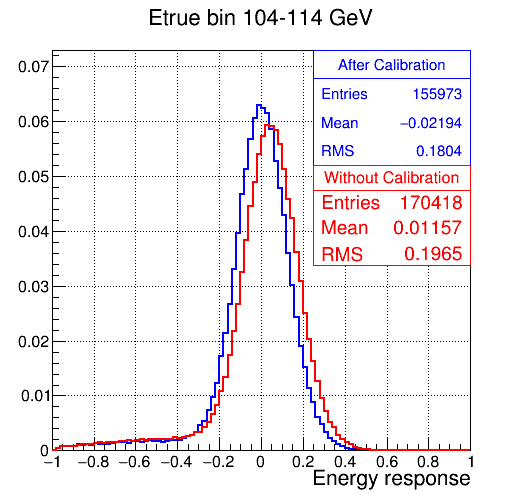 Etrue bin 104-114 GeV
After Calibration
Entries 155973
Mean −0.02194
RMS 0.1804
Without Calibration
Entries 170418
Mean 0.01157
RMS 0.1965
0.07
0.06
0.05
0.04
0.03
0.02
0.01
0
−1 −0.8 −0.6 −0.4 −0.2 0 0.2 0.4 0.6 0.8 1
Energy response